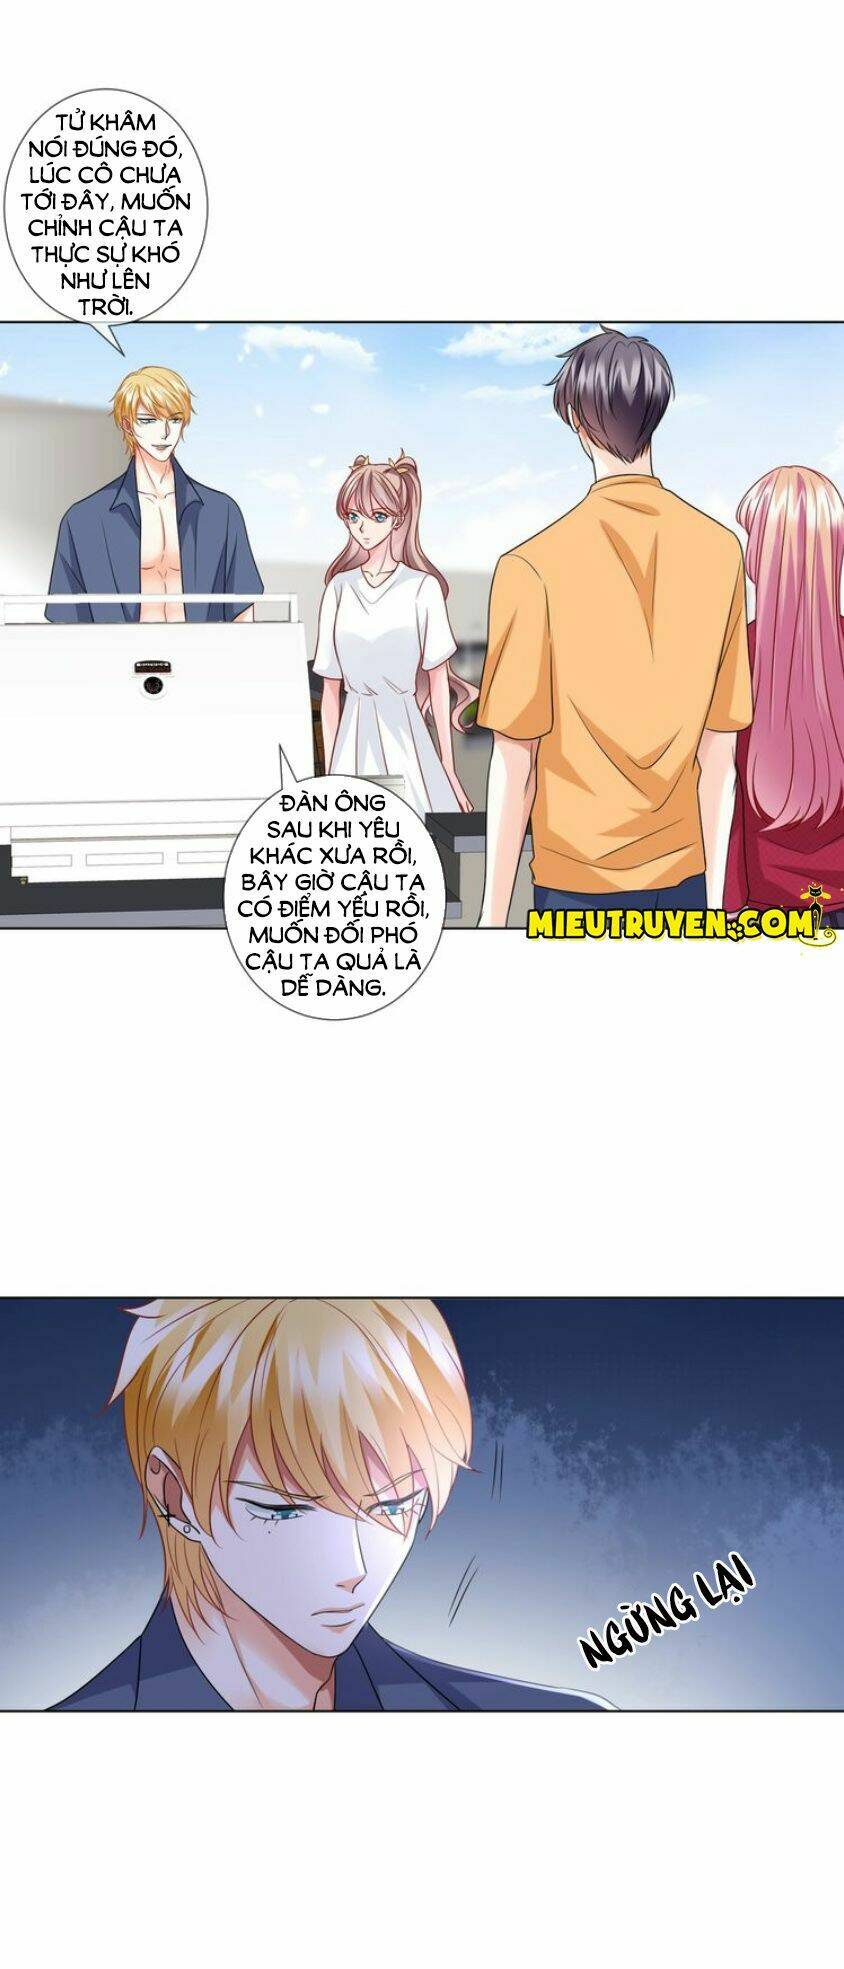 TỬ KHÂM
NÓI ĐÚNG ĐÓ,
LÚC CÔ CHƯA
TỚI ĐÂY, MUỐN
CHỈNH CẬU TA
THỰC SỰ KHÓ
NHƯ LÊN
TRỜI.
ĐÀN ÔNG
SAU KHI YÊU
KHÁC XƯA RỒI,
BÂY GIỜ CẬU TA
CÓ ĐIỂM YẾU RỒI,
MUỐN ĐỐI PHÓ
CẬU TA QUẢ LÀ
DỄ DÀNG.
MIEUTRUYEN.COM
NGỪNG LẠI